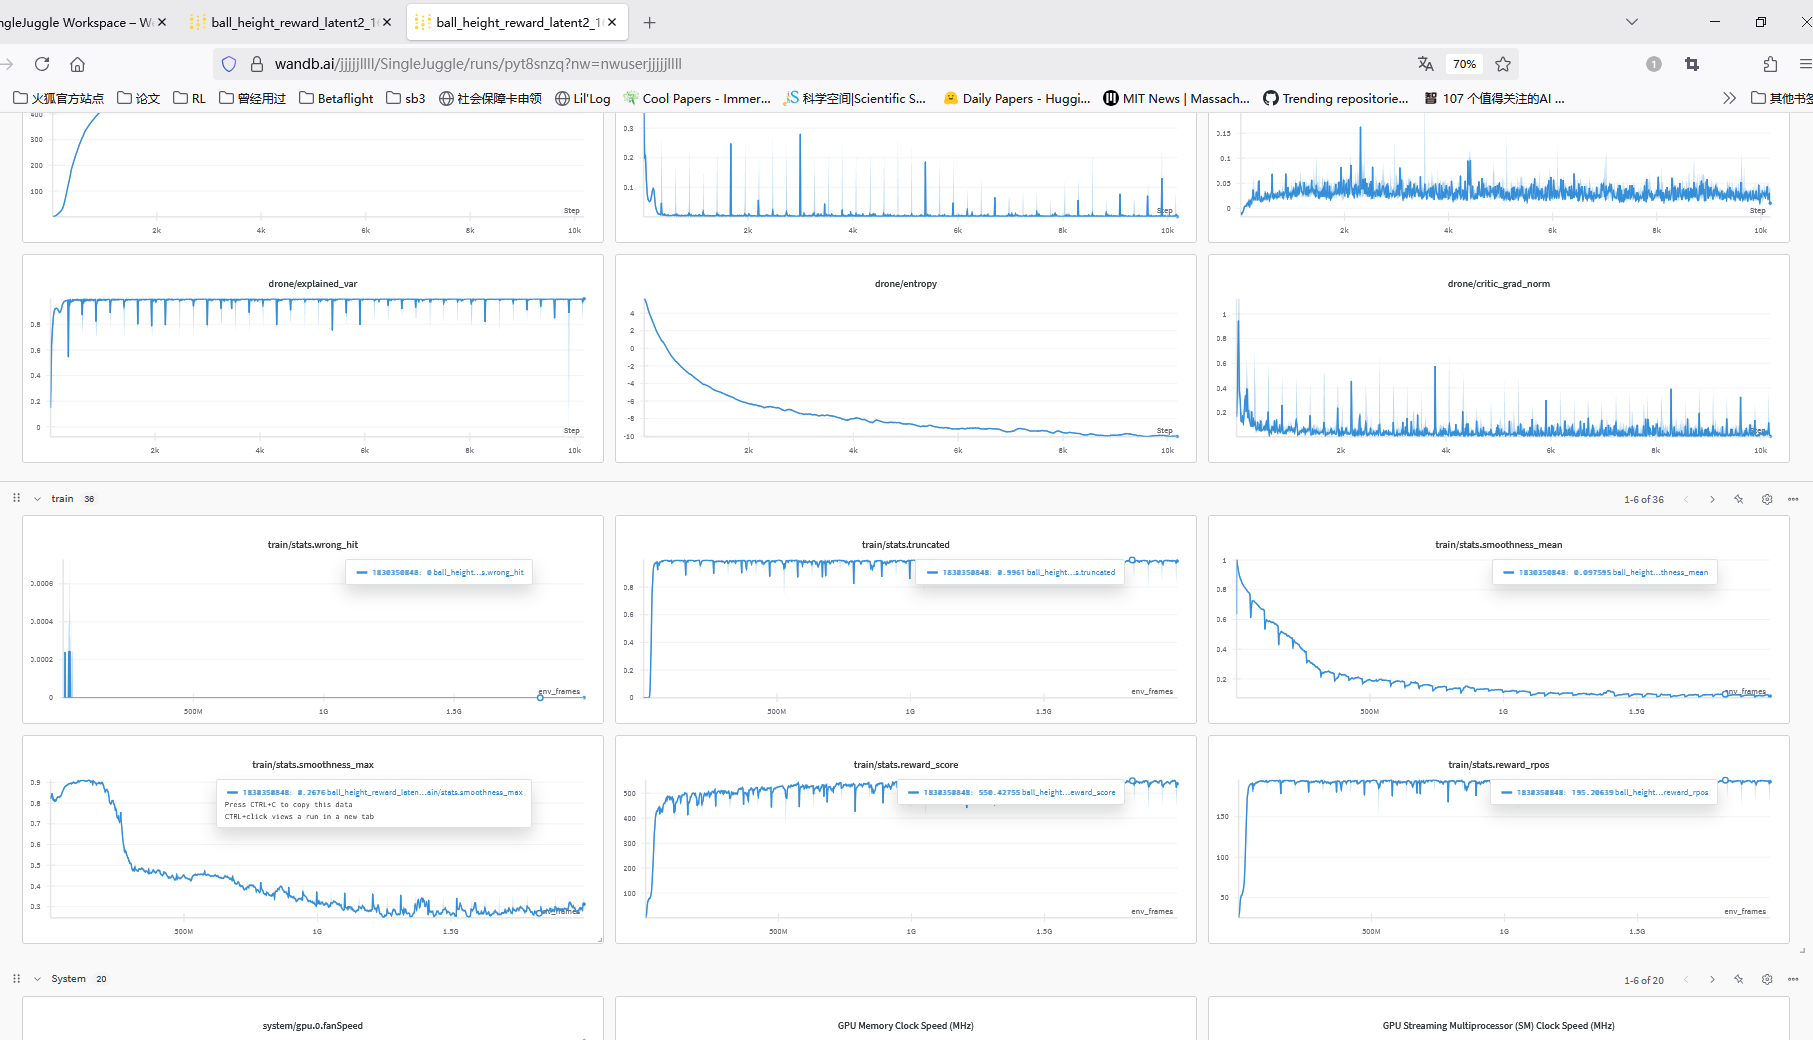 ngleJuggle Workspace – W
ball_height_reward_latent2_1
ball_height_reward_latent2_1
wandb.ai/jjjjjllll/SingleJuggle/runs/pyt8snzq?nw=nwuserjjjjjllll
70%
1
火狐官方站点 论文 RL 曾经用过 Betaflight sb3 社会保障卡申领 Lil'Log Cool Papers - Immer... 科学空间|Scientific S... Daily Papers - Huggi... MIT News | Massach... Trending repositorie... 107 个值得关注的AI ... 其他书签
400
300
200
100
Step
2k 4k 6k 8k 10k
0.3
0.2
0.1
Step
2k 4k 6k 8k 10k
0.15
0.1
0.05
0
Step
2k 4k 6k 8k 10k
drone/explained_var
0.8
0.6
0.4
0.2
0
Step
2k 4k 6k 8k 10k
drone/entropy
4
2
0
-2
-4
-6
-8
-10
Step
2k 4k 6k 8k 10k
drone/critic_grad_norm
1
0.8
0.6
0.4
0.2
Step
2k 4k 6k 8k 10k
train 36
1-6 of 36
train/stats.wrong_hit
1830350848: 0 ball_height...s.wrong_hit
0.0006
0.0004
0.0002
0
env_frames
500M 1G 1.5G
train/stats.truncated
1830350848: 0.9961 ball_height...s.truncated
0.8
0.6
0.4
0.2
0
env_frames
500M 1G 1.5G
train/stats.smoothness_mean
1830350848: 0.097595 ball_height...thness_mean
1
0.8
0.6
0.4
0.2
env_frames
500M 1G 1.5G
train/stats.smoothness_max
1830350848: 0.2676 ball_height_reward_laten...ain/stats.smoothness_max
Press CTRL+C to copy this data
CTRL+click views a run in a new tab
0.9
0.8
0.7
0.6
0.5
0.4
0.3
env_frames
500M 1G 1.5G
train/stats.reward_score
1830350848: 550.42755 ball_height...eward_score
500
400
300
200
100
env_frames
500M 1G 1.5G
train/stats.reward_rpos
1830350848: 195.20639 ball_height...reward_rpos
150
100
50
env_frames
500M 1G 1.5G
System 20
1-6 of 20
system/gpu.0.fanSpeed
GPU Memory Clock Speed (MHz)
GPU Streaming Multiprocessor (SM) Clock Speed (MHz)